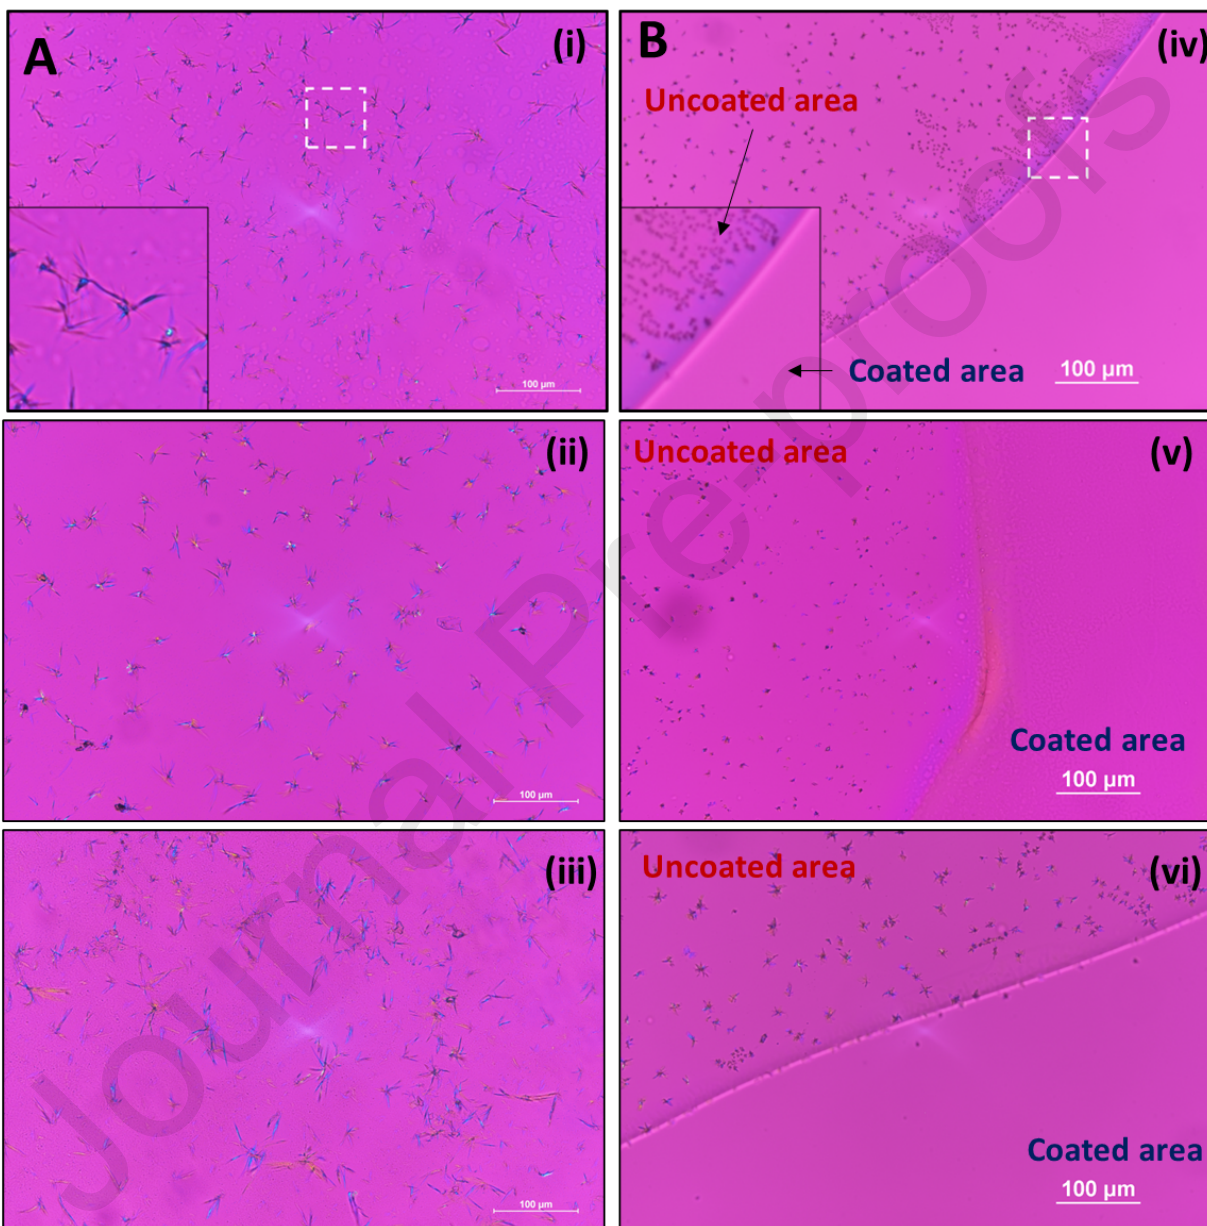 A
(i)
100 µm
B
(iv)
Uncoated area
Coated area
100 µm
(ii)
100 µm
Uncoated area
(v)
Coated area
100 µm
(iii)
100 µm
Uncoated area
(vi)
Coated area
100 µm
Journal Pre-proofs